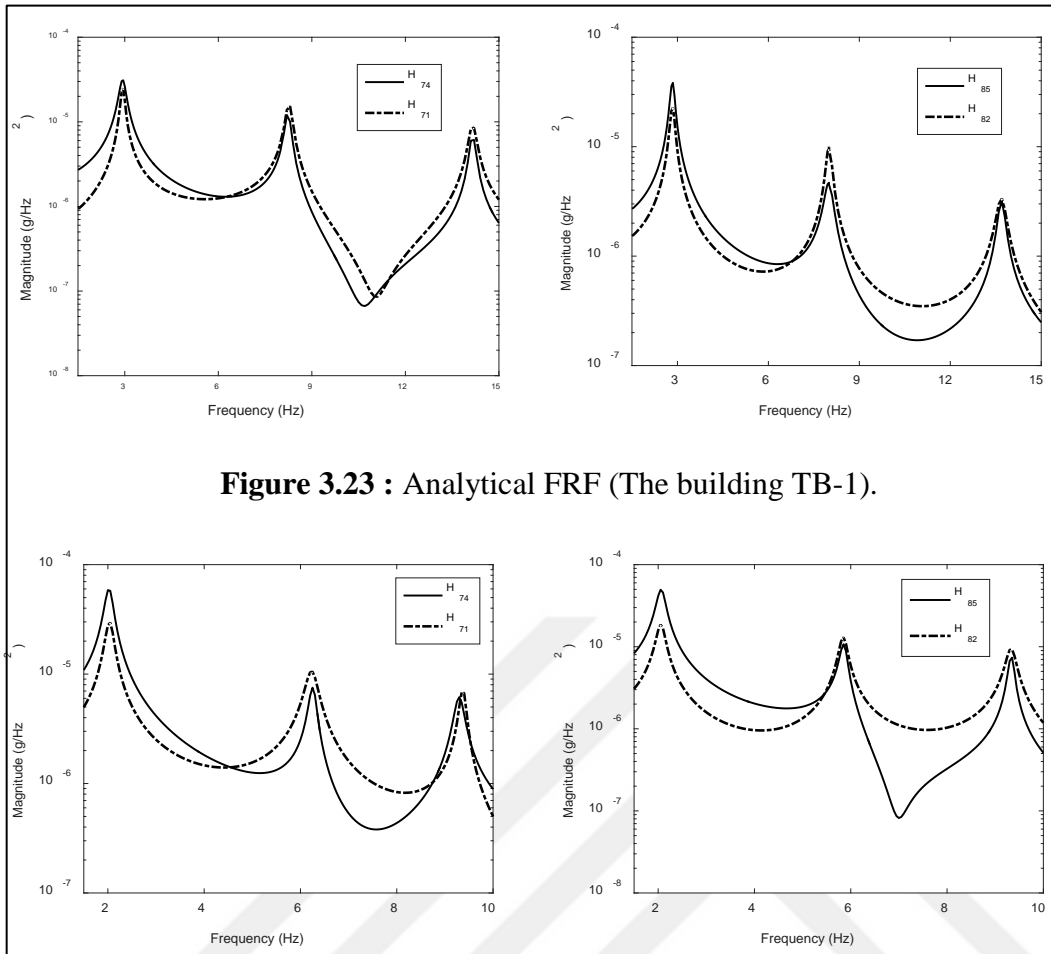 10 -4
10 -5
10 -6
10 -7
10 -8
Magnitude (g/Hz 2 )
3 6 9 12 15
Frequency (Hz)
H 74
H 71
10 -4
10 -5
10 -6
10 -7
Magnitude (g/Hz 2 )
3 6 9 12 15
Frequency (Hz)
H 85
H 82
Figure 3.23 : Analytical FRF (The building TB-1).
10 -4
10 -5
10 -6
10 -7
Magnitude (g/Hz 2 )
2 4 6 8 10
Frequency (Hz)
H 74
H 71
10 -4
10 -5
10 -6
10 -7
10 -8
Magnitude (g/Hz 2 )
2 4 6 8 10
Frequency (Hz)
H 85
H 82